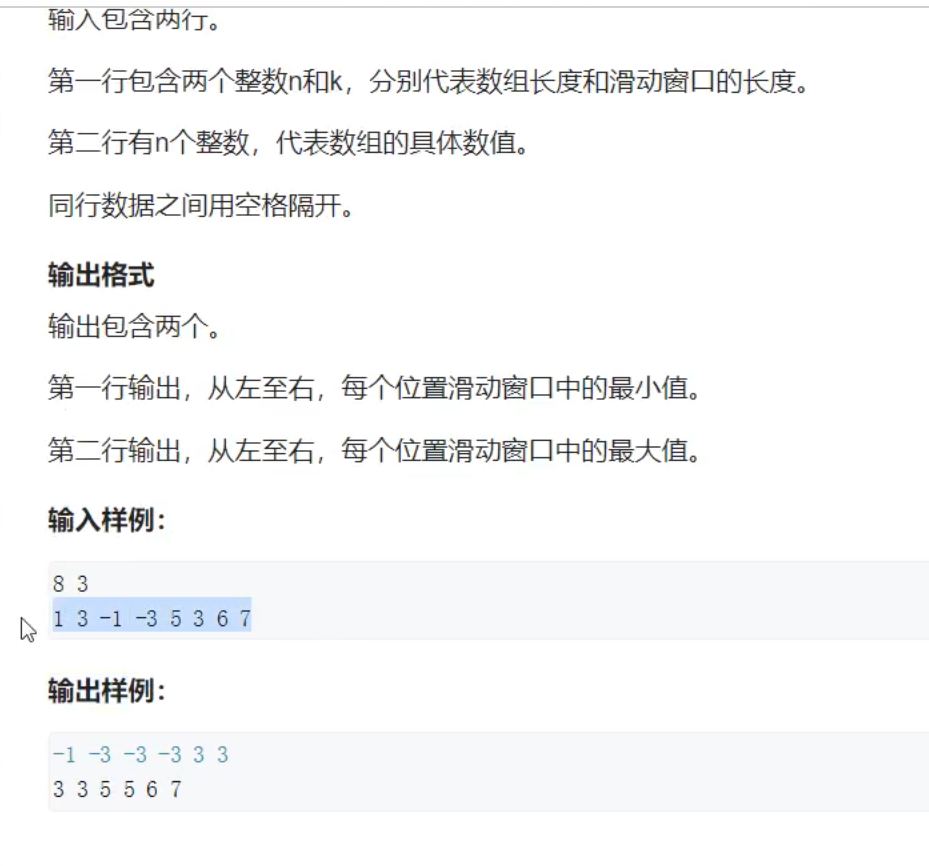 输入包含两行。
第一行包含两个整数n和k，分别代表数组长度和滑动窗口的长度。
第二行有n个整数，代表数组的具体数值。
同行数据之间用空格隔开。
输出格式
输出包含两个。
第一行输出，从左至右，每个位置滑动窗口中的最小值。
第二行输出，从左至右，每个位置滑动窗口中的最大值。
输入样例：
8 3
1 3 -1 -3 5 3 6 7
输出样例：
-1 -3 -3 -3 3 3
3 3 5 5 6 7